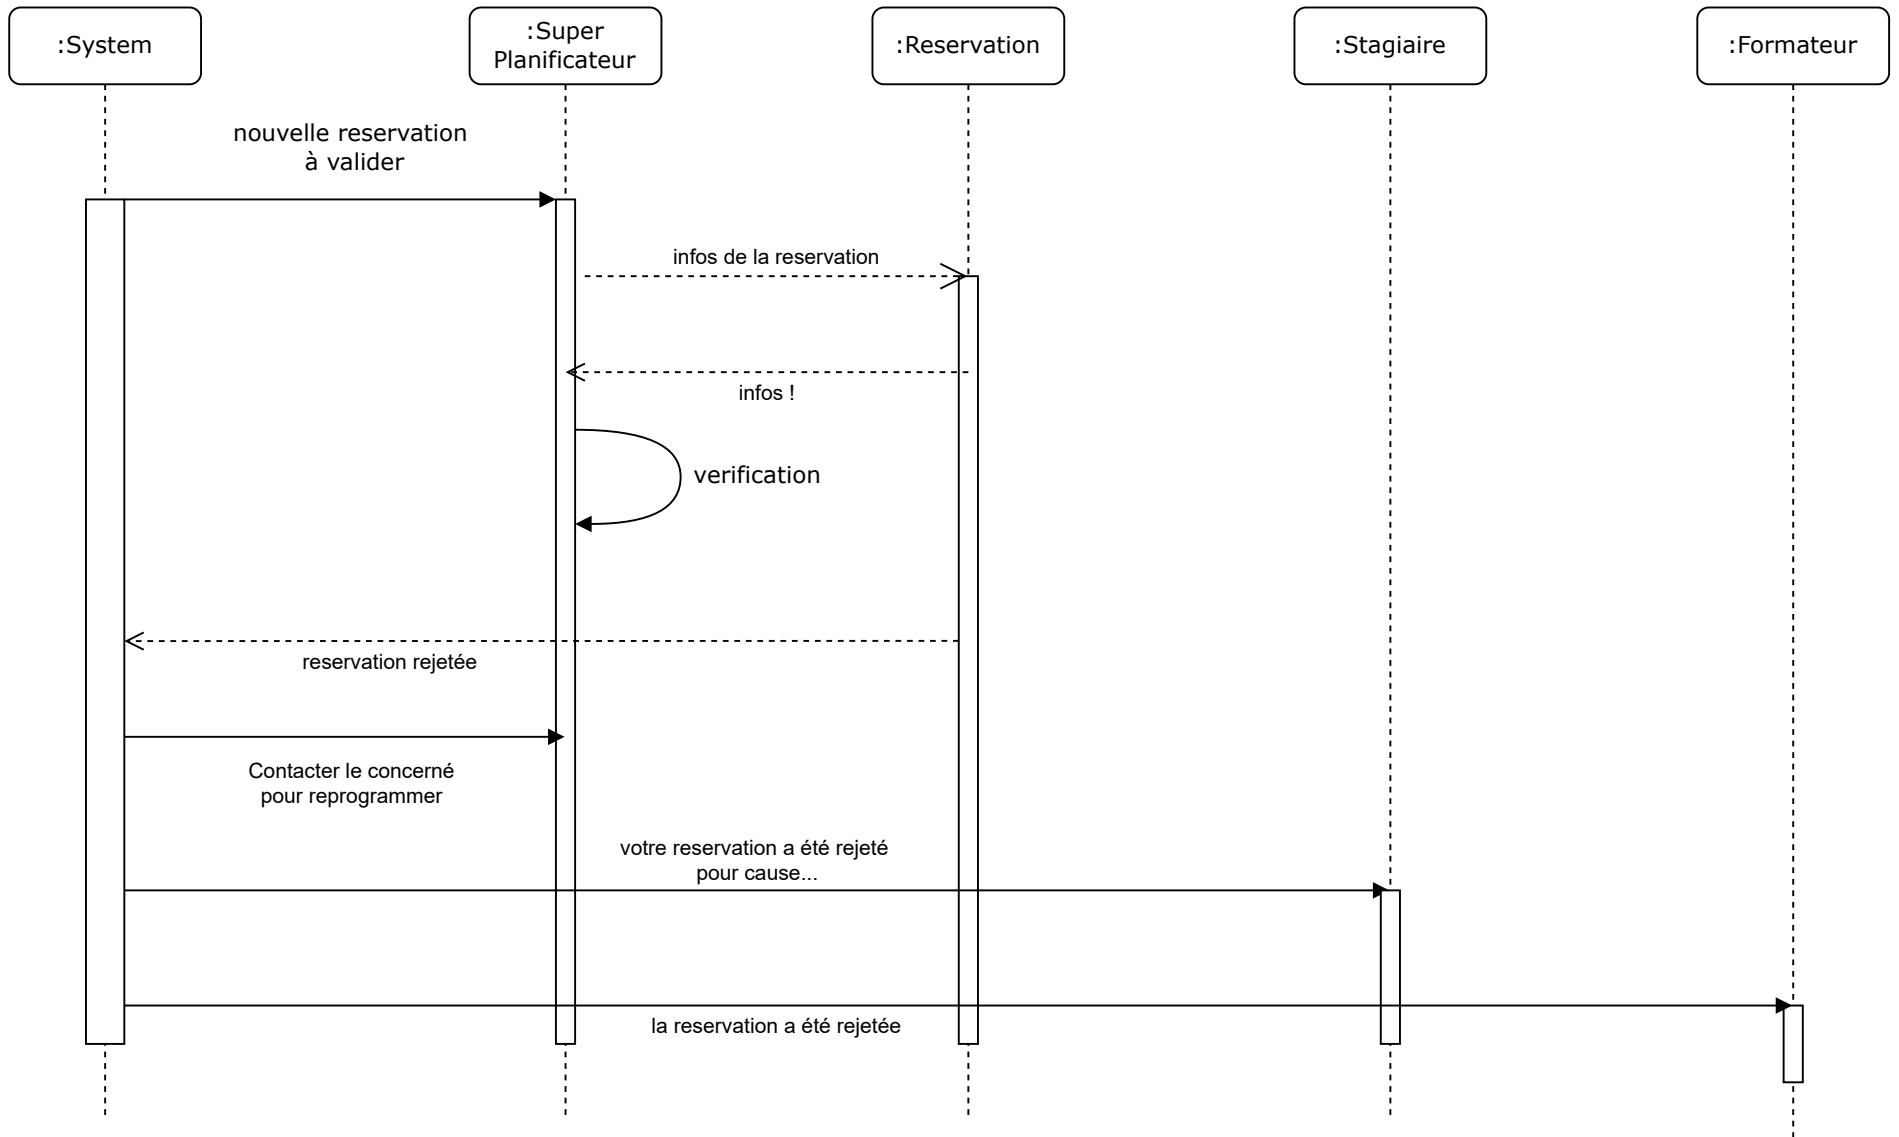 :System
:Super
Planificateur
:Reservation
:Stagiaire
:Formateur
nouvelle reservation
à valider
infos de la reservation
infos !
verification
reservation rejetée
Contacter le concerné
pour reprogrammer
votre reservation a été rejeté
pour cause...
la reservation a été rejetée